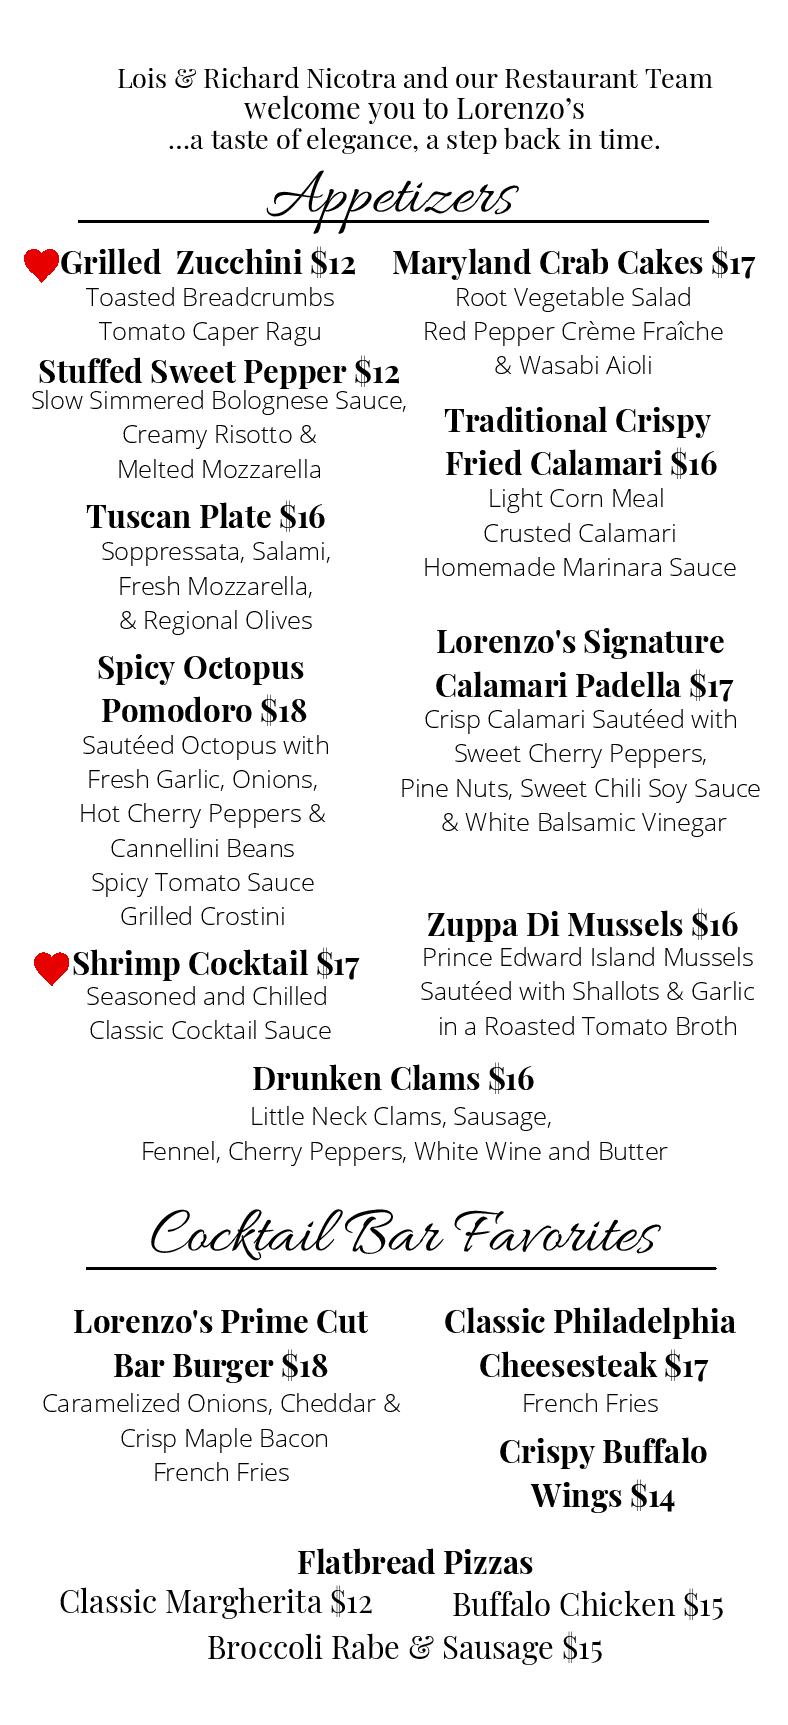 Lois & Richard Nicotra and our Restaurant Team
welcome you to Lorenzo’s
...a taste of elegance, a step back in time.
Appetizers
Grilled Zucchini $12
Toasted Breadcrumbs
Tomato Caper Ragu
Stuffed Sweet Pepper $12
Slow Simmered Bolognese Sauce,
Creamy Risotto &
Melted Mozzarella
Tuscan Plate $16
Soppressata, Salami,
Fresh Mozzarella,
& Regional Olives
Spicy Octopus
Pomodoro $18
Sautéed Octopus with
Fresh Garlic, Onions,
Hot Cherry Peppers &
Cannellini Beans
Spicy Tomato Sauce
Grilled Crostini
Shrimp Cocktail $17
Seasoned and Chilled
Classic Cocktail Sauce
Maryland Crab Cakes $17
Root Vegetable Salad
Red Pepper Crème Fraîche
& Wasabi Aioli
Traditional Crispy
Fried Calamari $16
Light Corn Meal
Crusted Calamari
Homemade Marinara Sauce
Lorenzo's Signature
Calamari Padella $17
Crisp Calamari Sautéed with
Sweet Cherry Peppers,
Pine Nuts, Sweet Chili Soy Sauce
& White Balsamic Vinegar
Zuppa Di Mussels $16
Prince Edward Island Mussels
Sautéed with Shallots & Garlic
in a Roasted Tomato Broth
Drunken Clams $16
Little Neck Clams, Sausage,
Fennel, Cherry Peppers, White Wine and Butter
Cocktail Bar Favorites
Lorenzo's Prime Cut
Bar Burger $18
Caramelized Onions, Cheddar &
Crisp Maple Bacon
French Fries
Classic Philadelphia
Cheesesteak $17
French Fries
Crispy Buffalo
Wings $14
Flatbread Pizzas
Classic Margherita $12
Buffalo Chicken $15
Broccoli Rabe & Sausage $15